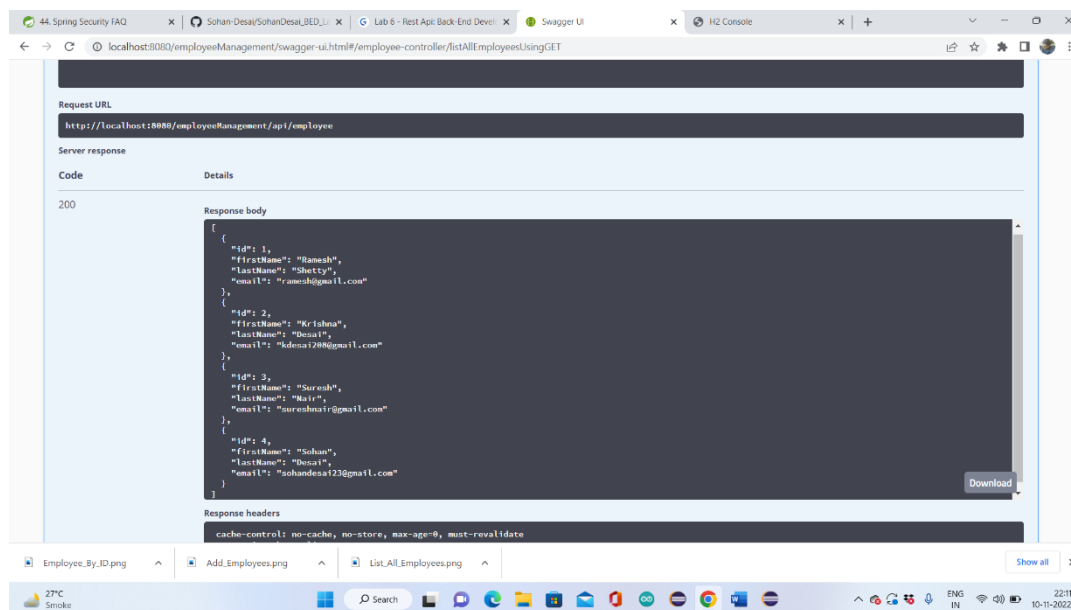 44. Spring Security FAQ
Sohan-Desai/SohanDesai_BED_L
Lab 6 - Rest Api: Back-End Devel
Swagger UI
H2 Console
localhost:8080/employeeManagement/swagger-ui.html#/employee-controller/listAllEmployeesUsingGET
Request URL
http://localhost:8080/employeeManagement/api/employee
Server response
Code Details
200
Response body
[
{
"id": 1,
"firstName": "Ramesh",
"lastName": "Shetty",
"email": "ramesh@gmail.com"
},
{
"id": 2,
"firstName": "Krishna",
"lastName": "Desai",
"email": "kdesai208@gmail.com"
},
{
"id": 3,
"firstName": "Suresh",
"lastName": "Nair",
"email": "sureshnair@gmail.com"
},
{
"id": 4,
"firstName": "Sohan",
"lastName": "Desai",
"email": "sohandesai23@gmail.com"
}
]
Download
Response headers
cache-control: no-cache, no-store, max-age=0, must-revalidate
Employee_By_ID.png
Add_Employees.png
List_All_Employees.png
Show all
27°C
Smoke
Search
ENG
IN
22:11
10-11-2022